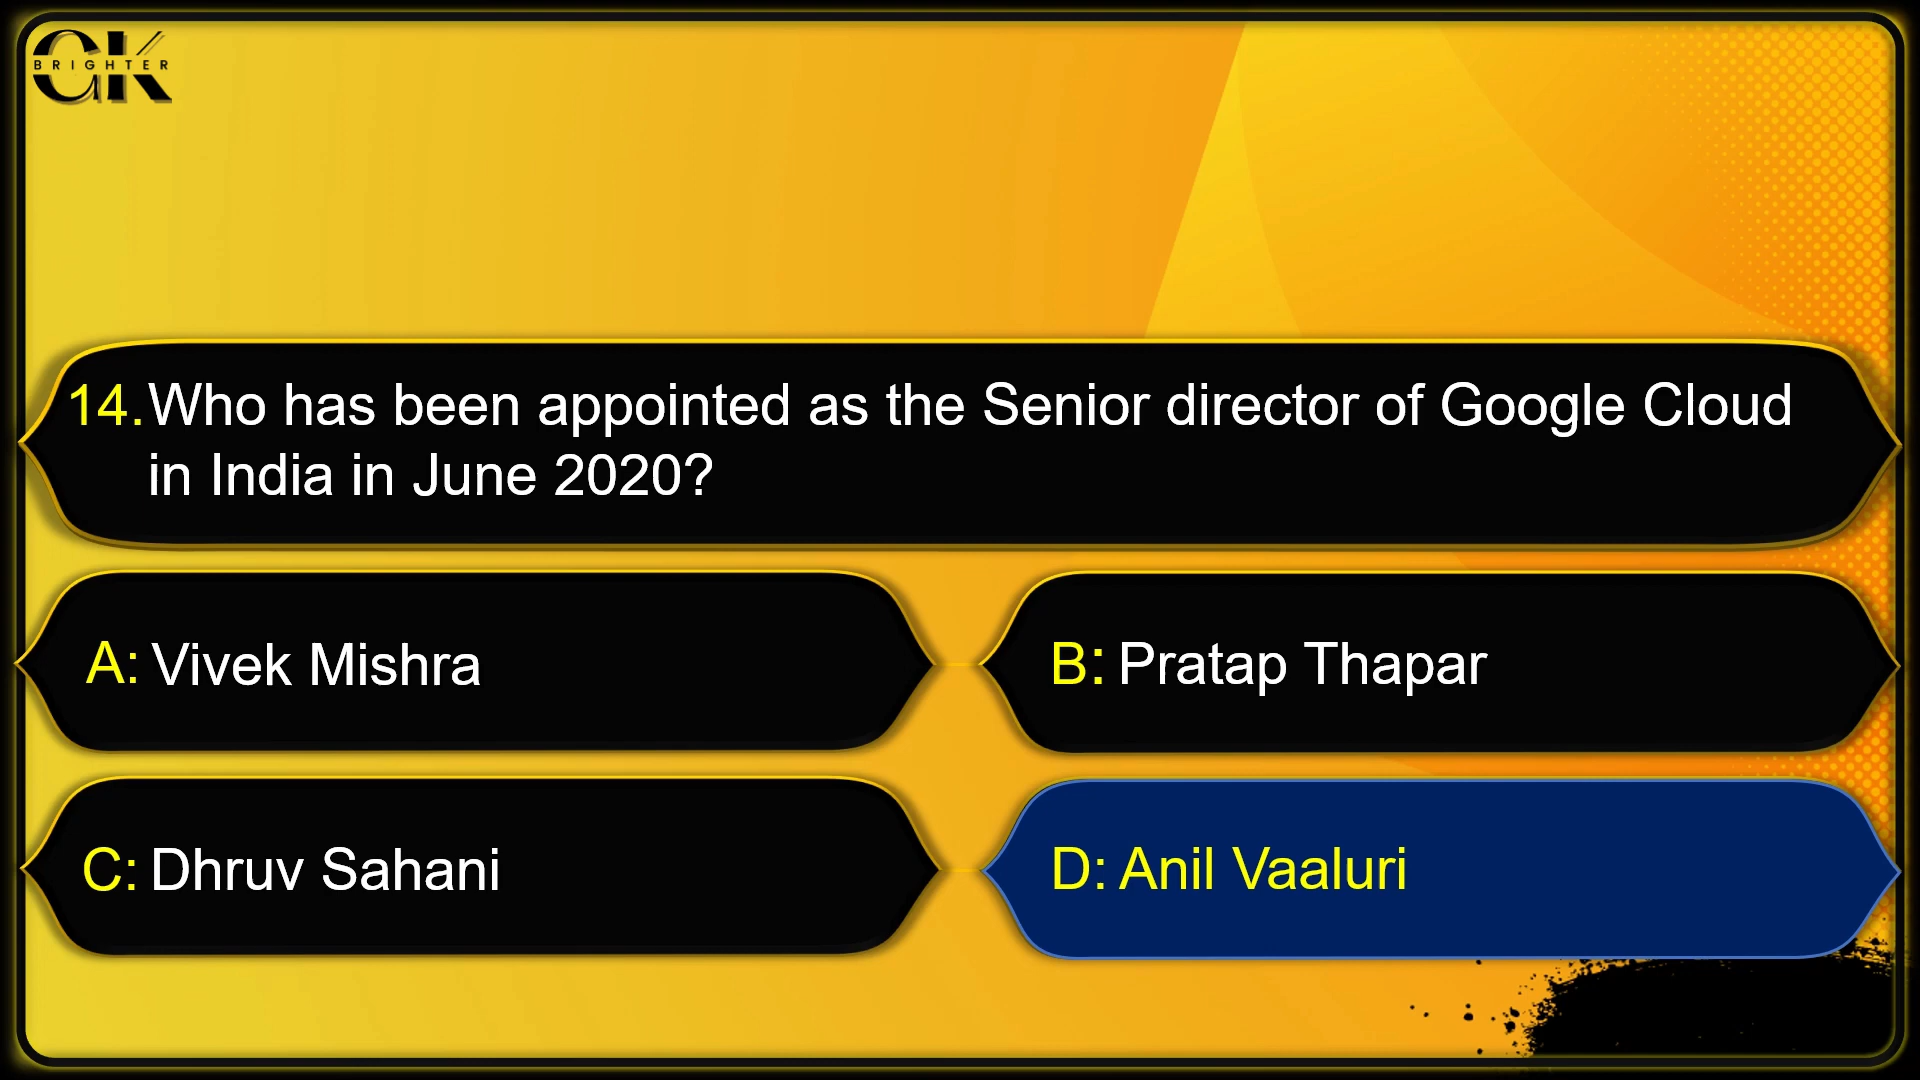 GK
BRIGHTER
14. Who has been appointed as the Senior director of Google Cloud
in India in June 2020?
A: Vivek Mishra
B: Pratap Thapar
C: Dhruv Sahani
D: Anil Vaaluri